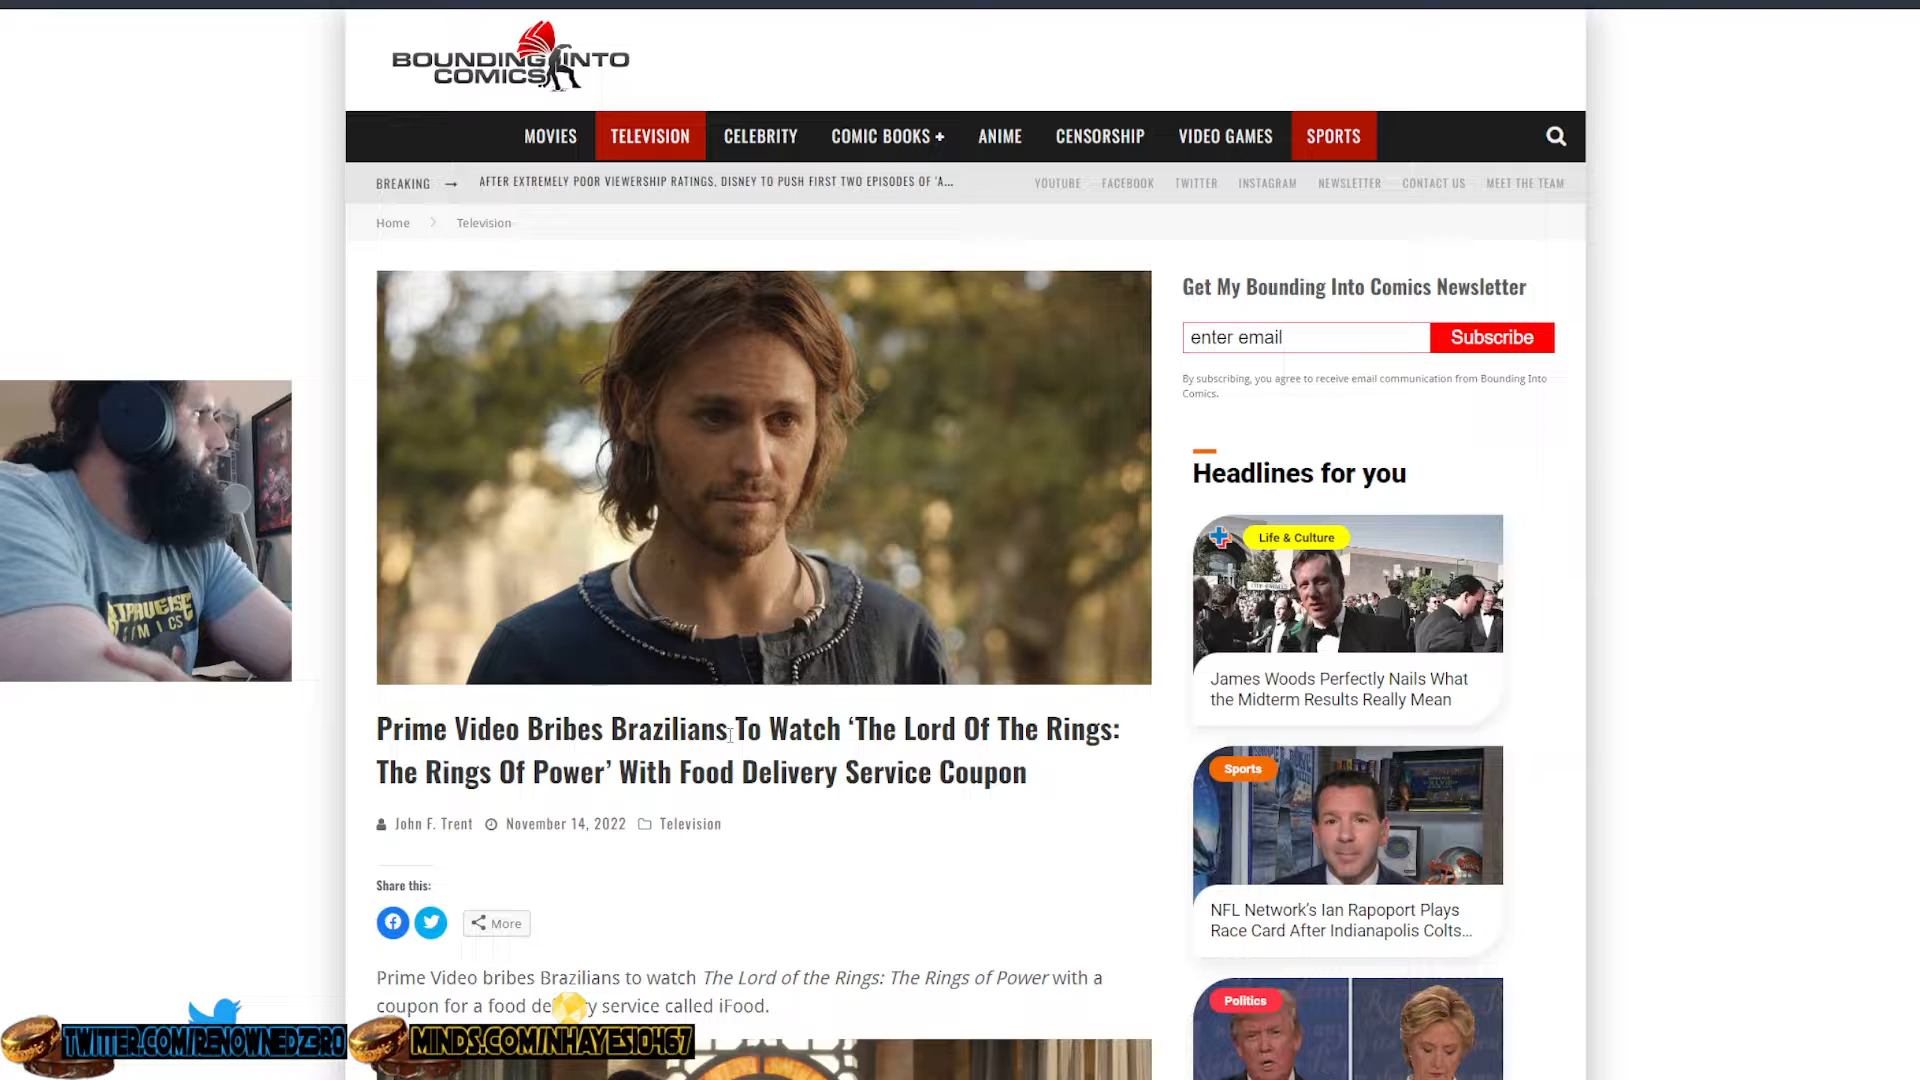 BOUNDING INTO
COMICS
MOVIES TELEVISION CELEBRITY COMIC BOOKS + ANIME CENSORSHIP VIDEO GAMES SPORTS
BREAKING → AFTER EXTREMELY POOR VIEWERSHIP RATINGS, DISNEY TO PUSH FIRST TWO EPISODES OF 'A... YOUTUBE FACEBOOK TWITTER INSTAGRAM NEWSLETTER CONTACT US MEET THE TEAM
Home > Television
Get My Bounding Into Comics Newsletter
enter email Subscribe
By subscribing, you agree to receive email communication from Bounding Into
Comics.
Headlines for you
Life & Culture
James Woods Perfectly Nails What
the Midterm Results Really Mean
Prime Video Bribes Brazilians To Watch ‘The Lord Of The Rings:
The Rings Of Power’ With Food Delivery Service Coupon
John F. Trent November 14, 2022 Television
Sports
NFL Network’s Ian Rapoport Plays
Race Card After Indianapolis Colts...
Share this:
More
Prime Video bribes Brazilians to watch The Lord of the Rings: The Rings of Power with a
coupon for a food delivery service called iFood.
Politics
TWITTER.COM/RENOWNEDZ3R0
MINDS.COM/NHAYES10467